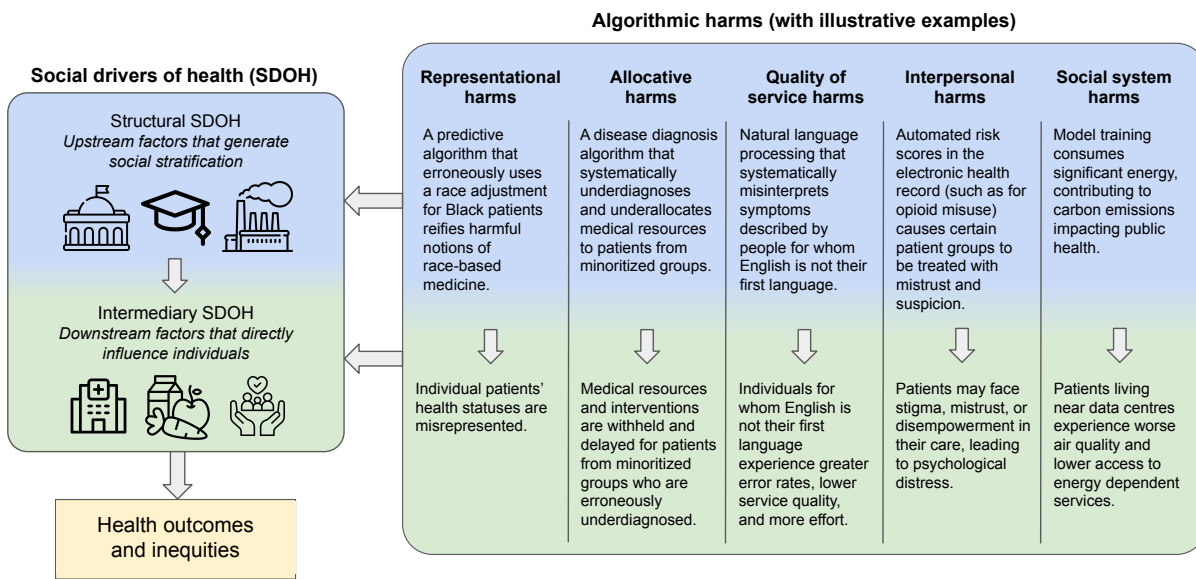 Algorithmic harms (with illustrative examples)
Social drivers of health (SDOH)
Structural SDOH
Upstream factors that generate
social stratification
Intermediary SDOH
Downstream factors that directly
influence individuals
Health outcomes
and inequities
Representational
harms
A predictive
algorithm that
erroneously uses
a race adjustment
for Black patients
reifies harmful
notions of
race-based
medicine.
Individual patients’
health statuses are
misrepresented.
Allocative
harms
A disease diagnosis
algorithm that
systematically
underdiagnoses
and underallocates
medical resources
to patients from
minoritized groups.
Medical resources
and interventions
are withheld and
delayed for patients
from minoritized
groups who are
erroneously
underdiagnosed.
Quality of
service harms
Natural language
processing that
systematically
misinterprets
symptoms
described by
people for whom
English is not their
first language.
Individuals for
whom English is
not their first
language
experience greater
error rates, lower
service quality,
and more effort.
Interpersonal
harms
Automated risk
scores in the
electronic health
record (such as for
opioid misuse)
causes certain
patient groups to
be treated with
mistrust and
suspicion.
Patients may face
stigma, mistrust, or
disempowerment in
their care, leading
to psychological
distress.
Social system
harms
Model training
consumes
significant energy,
contributing to
carbon emissions
impacting public
health.
Patients living
near data centres
experience worse
air quality and
lower access to
energy dependent
services.